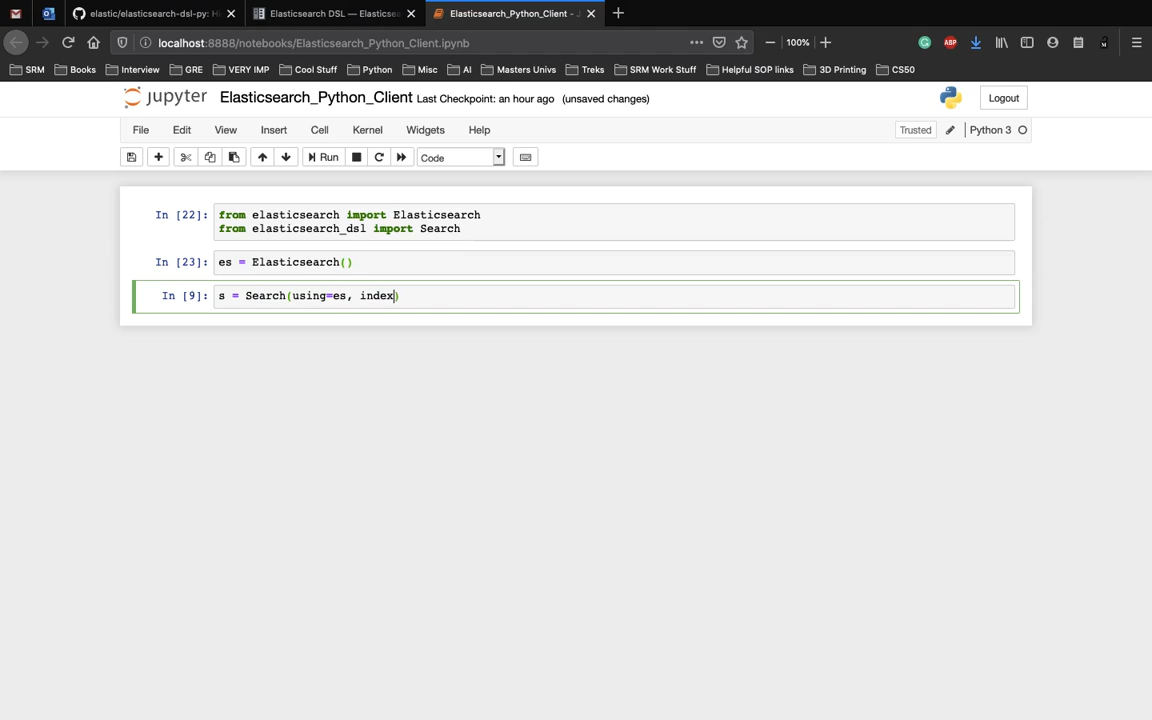 elastic/elasticsearch-dsl-py: Hi
Elasticsearch DSL — Elasticsea
Elasticsearch_Python_Client - J
localhost:8888/notebooks/Elasticsearch_Python_Client.ipynb
100%
ABP
SRM
Books
Interview
GRE
VERY IMP
Cool Stuff
Python
Misc
AI
Masters Univs
Treks
SRM Work Stuff
Helpful SOP links
3D Printing
CS50
jupyter
Elasticsearch_Python_Client Last Checkpoint: an hour ago (unsaved changes)
Logout
File Edit View Insert Cell Kernel Widgets Help
Trusted
Python 3
Run
Code
In [22]: from elasticsearch import Elasticsearch
from elasticsearch_dsl import Search
In [23]: es = Elasticsearch()
In [9]: s = Search(using=es, index)